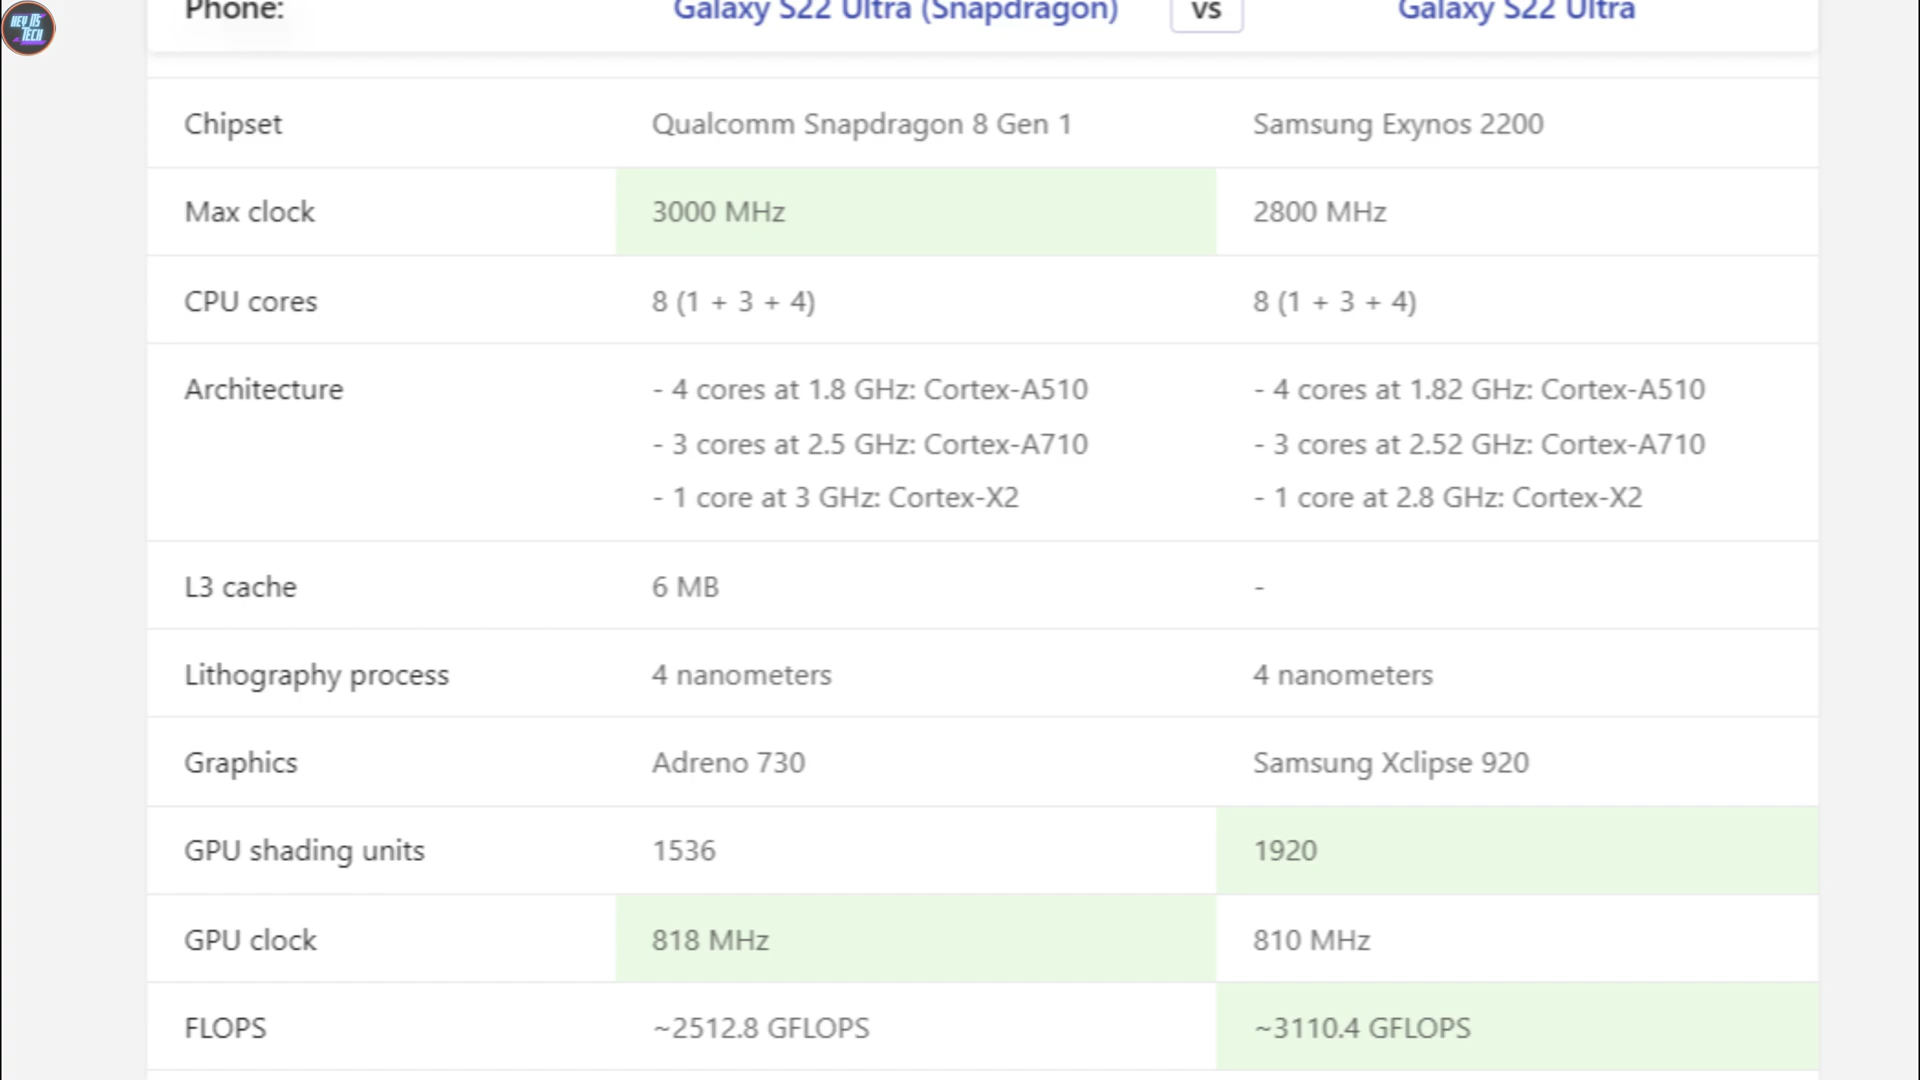 HEY ITS
TECH
Phone: Galaxy S22 Ultra (Snapdragon) vs Galaxy S22 Ultra
Chipset Qualcomm Snapdragon 8 Gen 1 Samsung Exynos 2200
Max clock 3000 MHz 2800 MHz
CPU cores 8 (1 + 3 + 4) 8 (1 + 3 + 4)
Architecture - 4 cores at 1.8 GHz: Cortex-A510 - 4 cores at 1.82 GHz: Cortex-A510
- 3 cores at 2.5 GHz: Cortex-A710 - 3 cores at 2.52 GHz: Cortex-A710
- 1 core at 3 GHz: Cortex-X2 - 1 core at 2.8 GHz: Cortex-X2
L3 cache 6 MB -
Lithography process 4 nanometers 4 nanometers
Graphics Adreno 730 Samsung Xclipse 920
GPU shading units 1536 1920
GPU clock 818 MHz 810 MHz
FLOPS ~2512.8 GFLOPS ~3110.4 GFLOPS